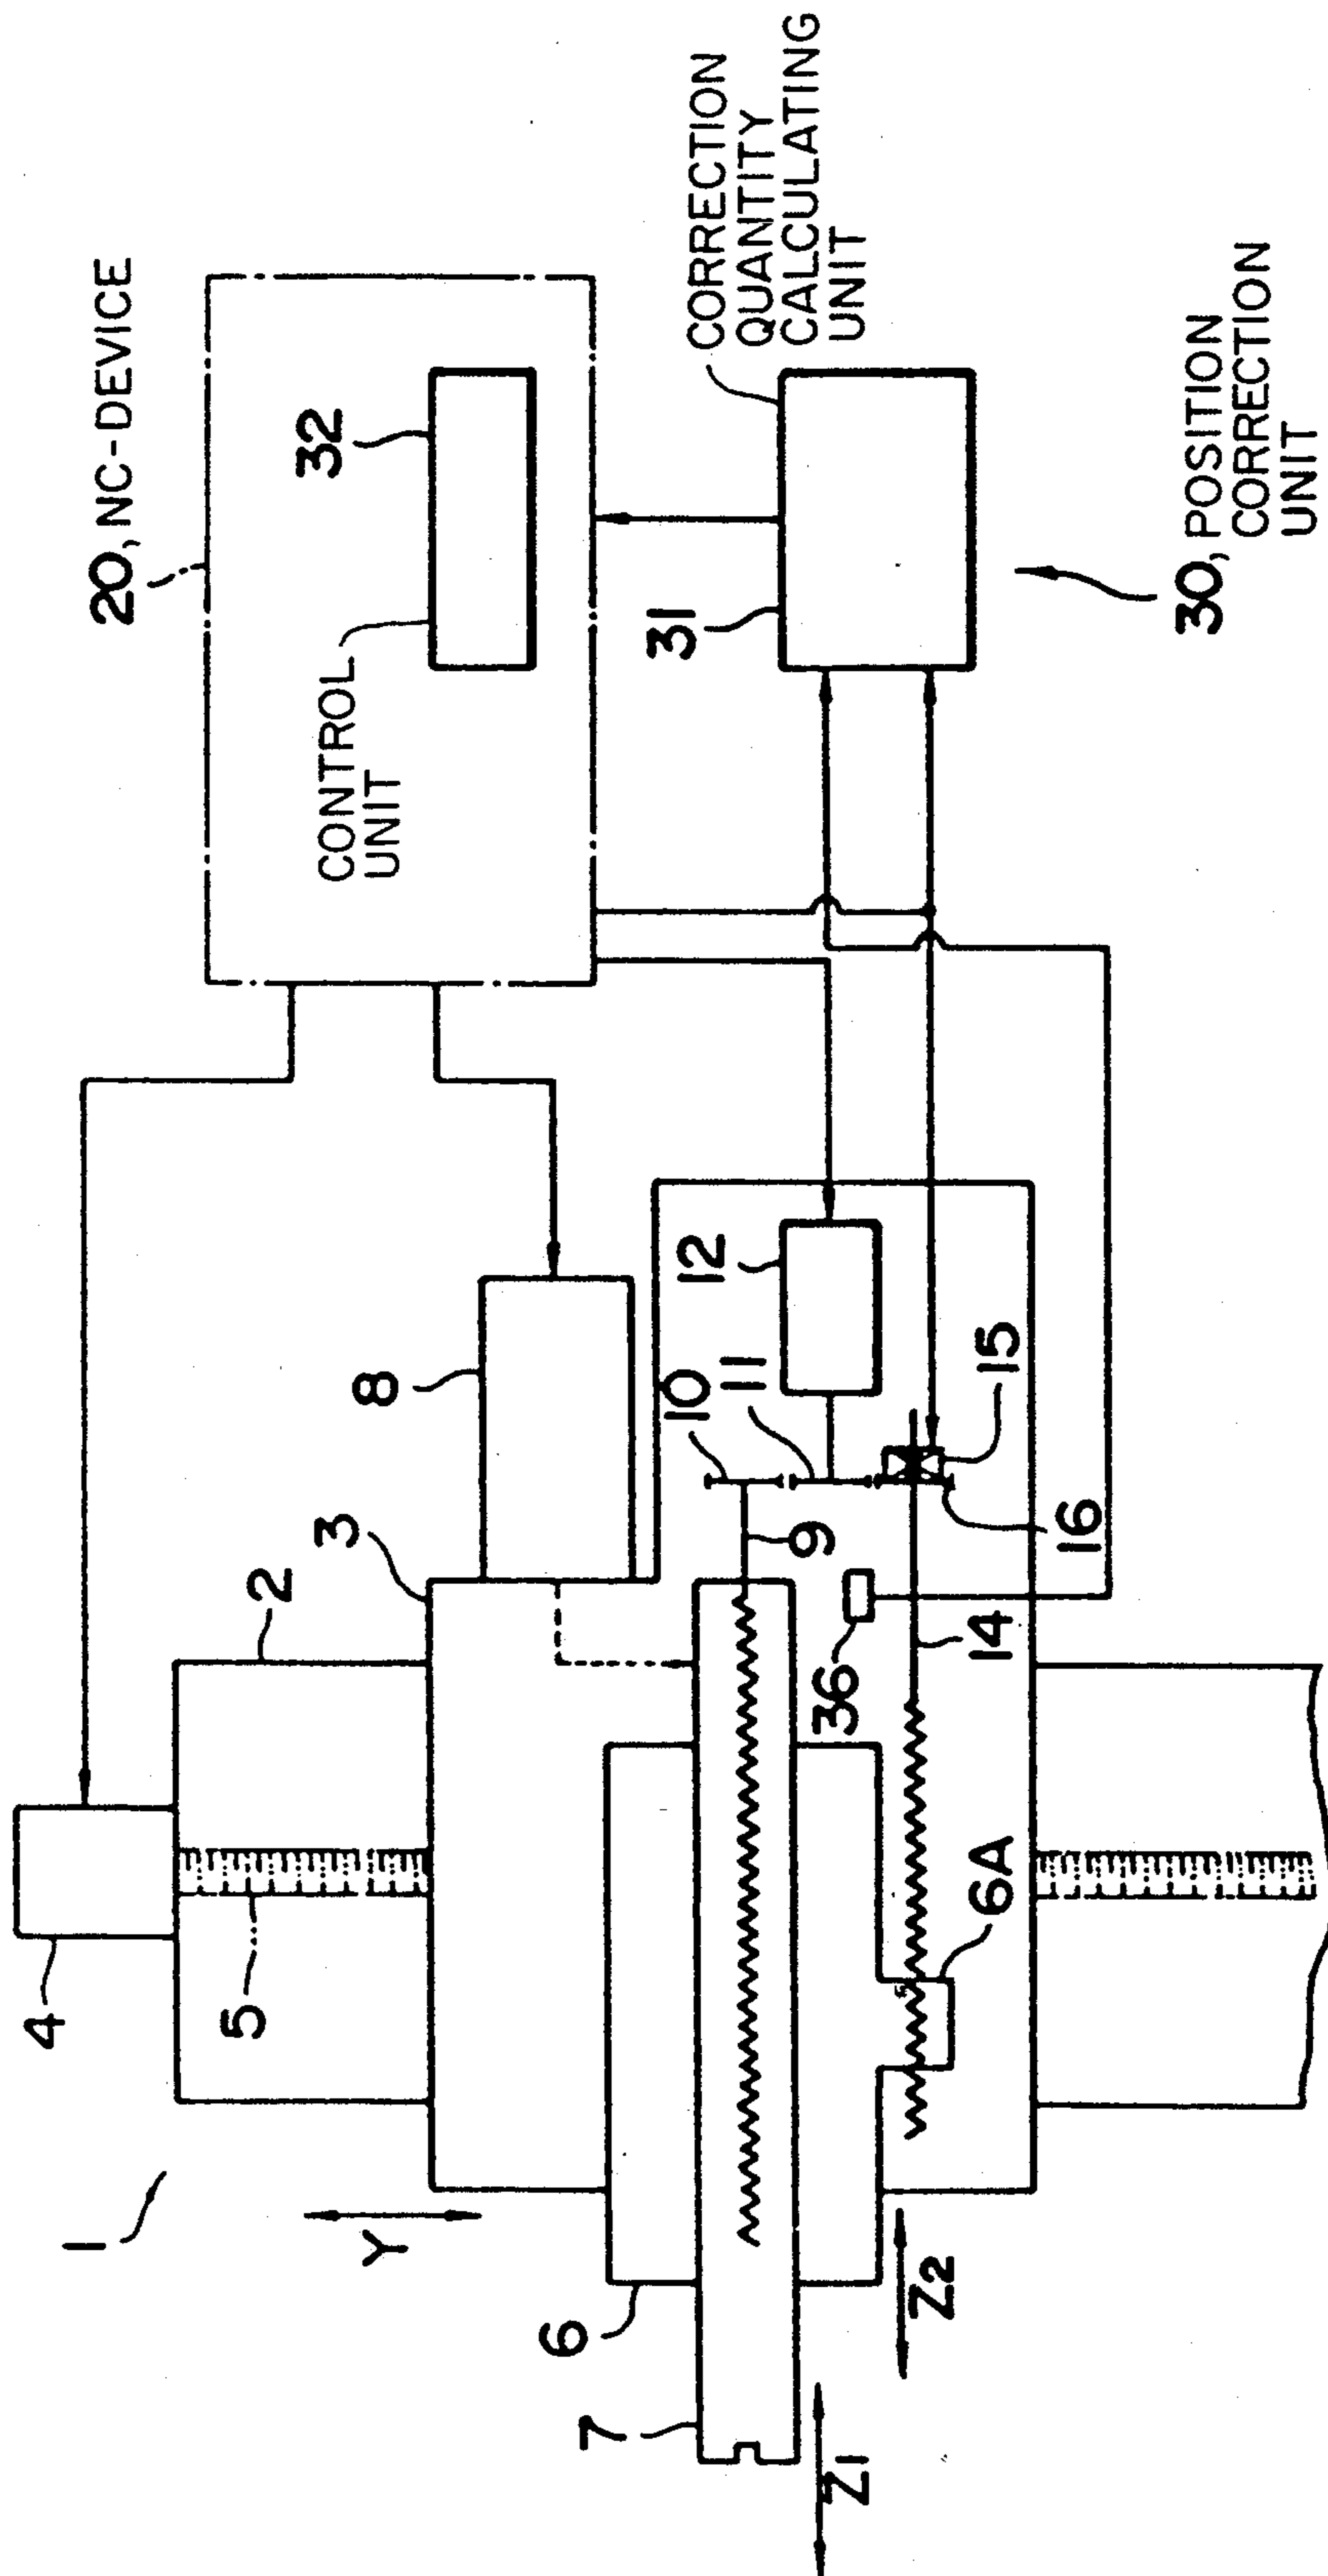 20, NC-DEVICE
CONTROL
UNIT
32
CORRECTION
QUANTITY
CALCULATING
UNIT
31
30, POSITION
CORRECTION
UNIT
1
4
5
2
3
8
Y
6
7
10
11
12
9
15
16
36
14
6A
Z2
Z1